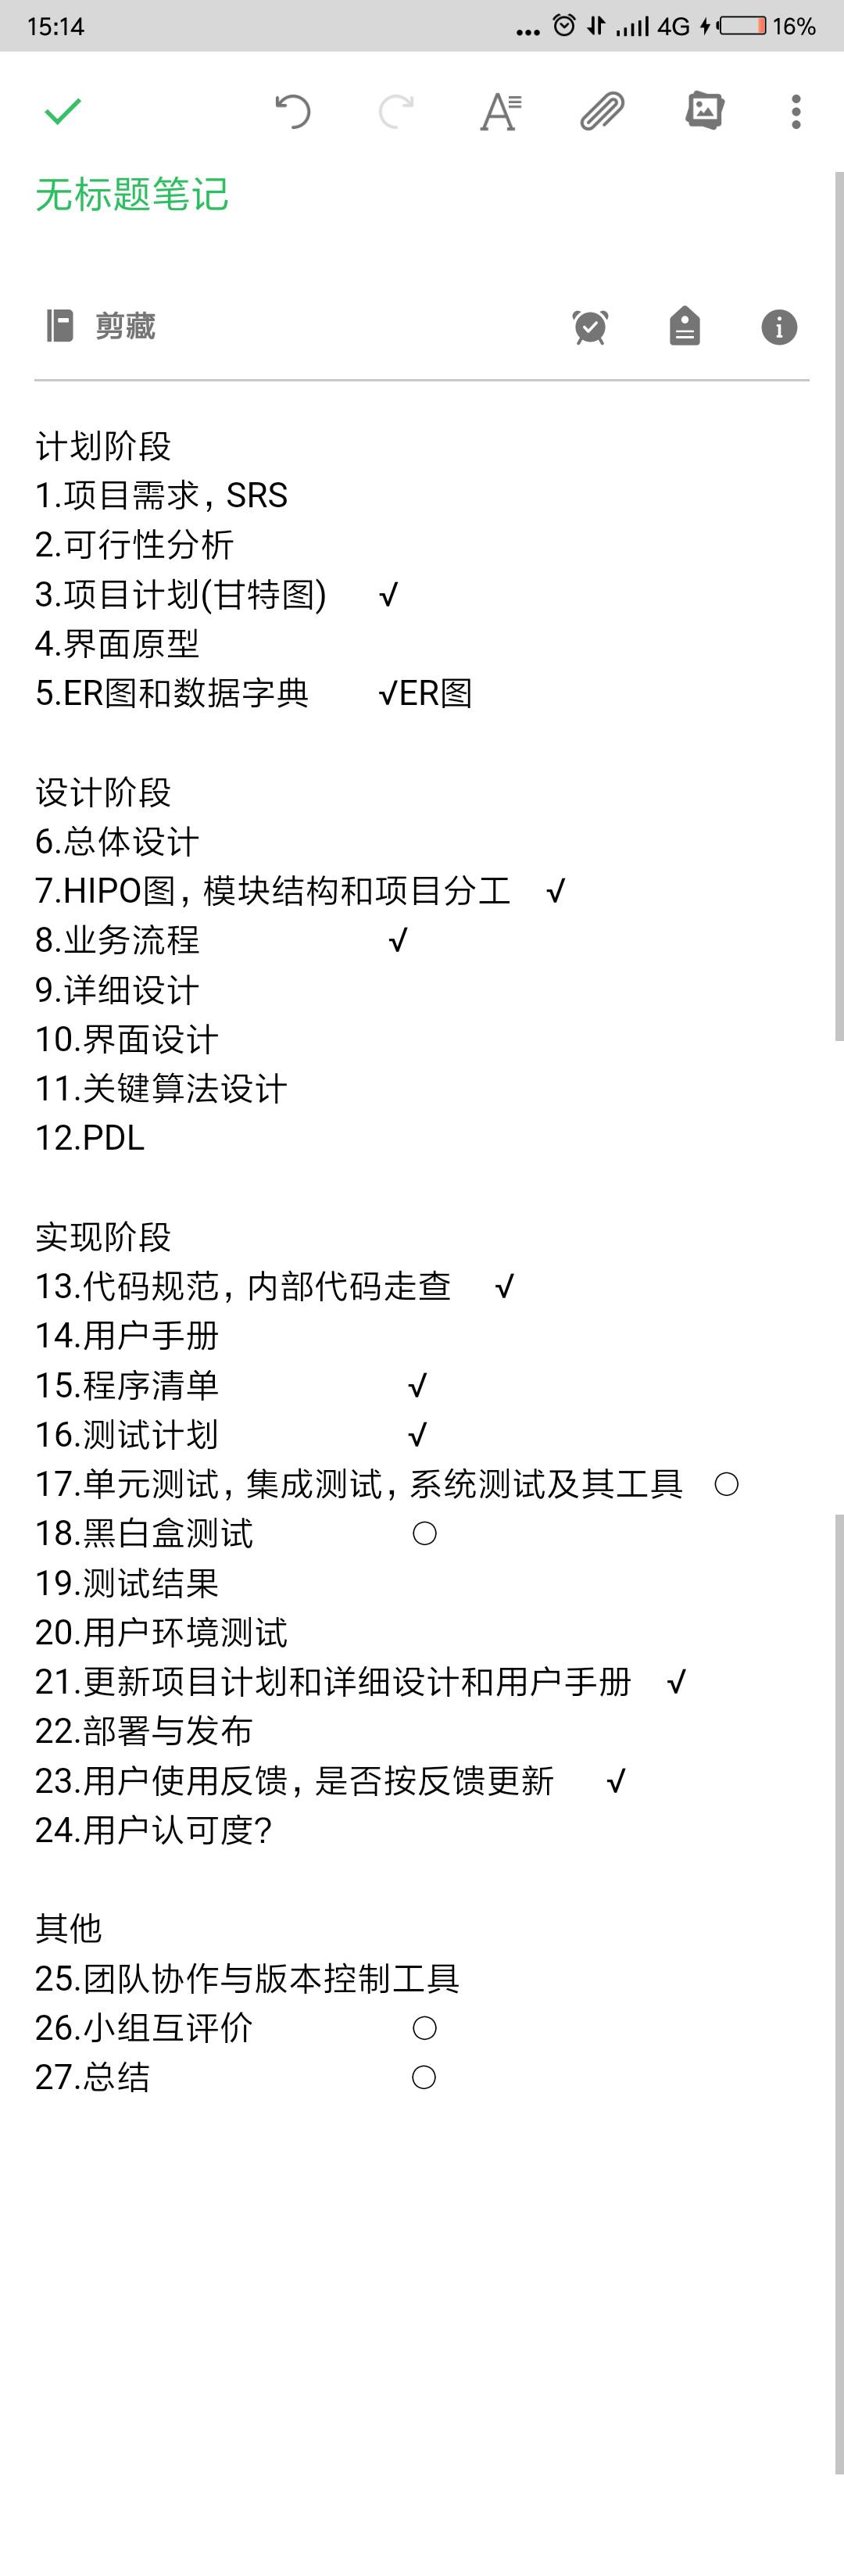 15:14 ... 4G 16%
无标题笔记
剪藏
计划阶段
1.项目需求, SRS
2.可行性分析
3.项目计划(甘特图) √
4.界面原型
5.ER图和数据字典 √ER图
设计阶段
6.总体设计
7.HIPO图, 模块结构和项目分工 √
8.业务流程 √
9.详细设计
10.界面设计
11.关键算法设计
12.PDL
实现阶段
13.代码规范, 内部代码走查 √
14.用户手册
15.程序清单 √
16.测试计划 √
17.单元测试, 集成测试, 系统测试及其工具 ○
18.黑白盒测试 ○
19.测试结果
20.用户环境测试
21.更新项目计划和详细设计和用户手册 √
22.部署与发布
23.用户使用反馈, 是否按反馈更新 √
24.用户认可度?
其他
25.团队协作与版本控制工具
26.小组互评价 ○
27.总结 ○